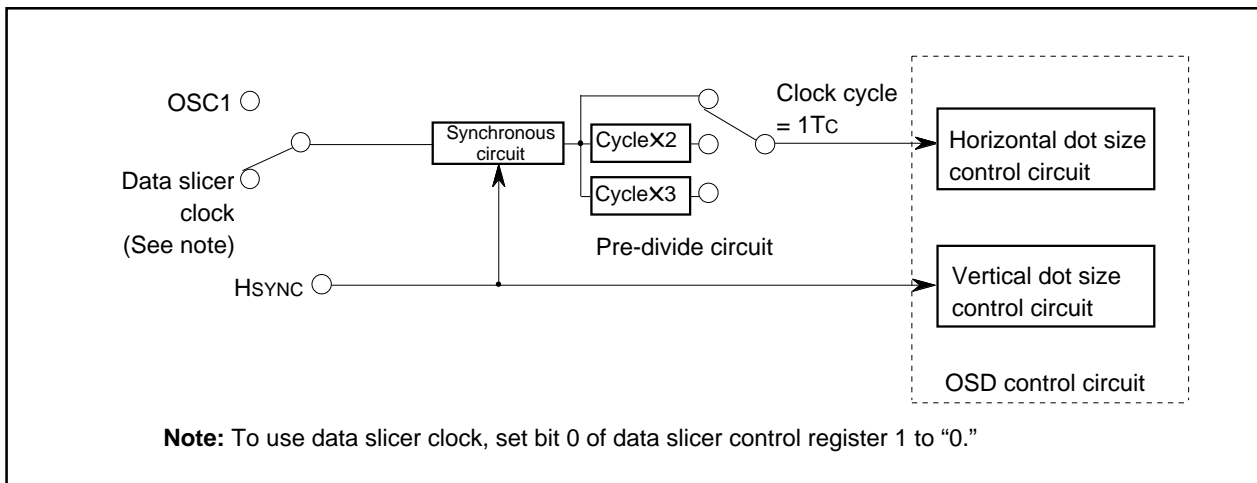 OSC1
Data slicer
clock
(See note)
HSYNC
Synchronous
circuit
Cycle×2
Cycle×3
Pre-divide circuit
Clock cycle
= 1TC
Horizontal dot size
control circuit
Vertical dot size
control circuit
OSD control circuit
Note: To use data slicer clock, set bit 0 of data slicer control register 1 to “0.”